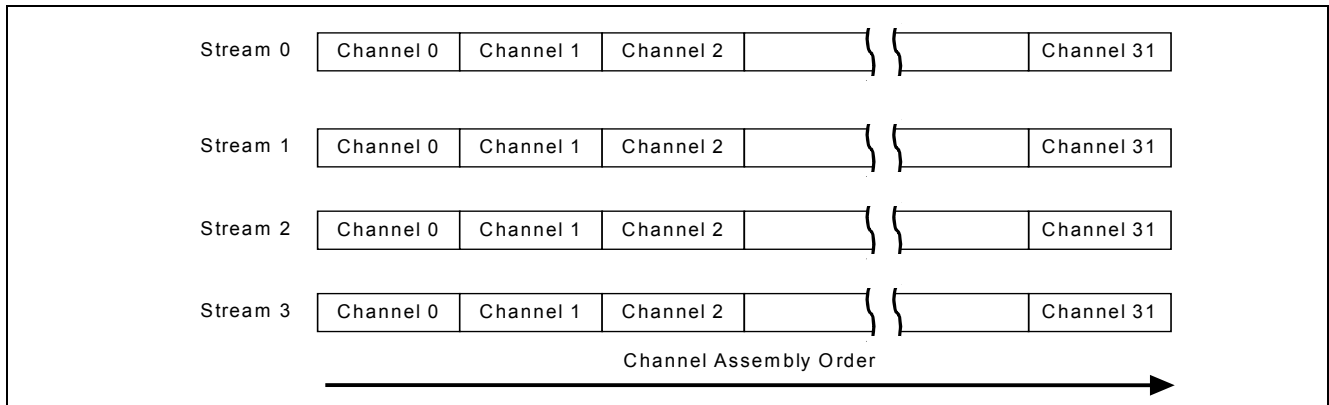 Stream 0 Channel 0 Channel 1 Channel 2 Channel 31
Stream 1 Channel 0 Channel 1 Channel 2 Channel 31
Stream 2 Channel 0 Channel 1 Channel 2 Channel 31
Stream 3 Channel 0 Channel 1 Channel 2 Channel 31
Channel Assembly Order